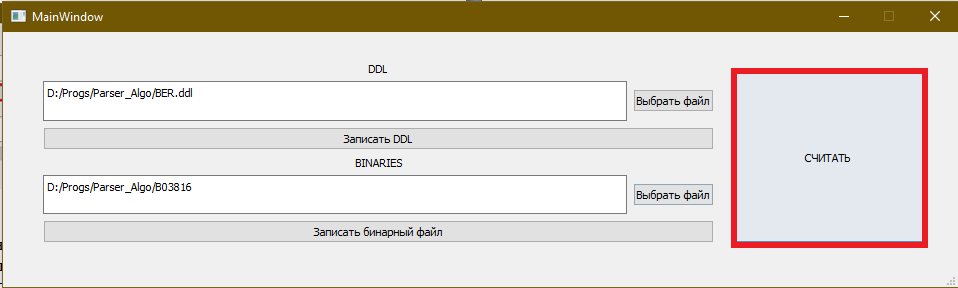 MainWindow
DDL
D:/Progs/Parser_Algo/BER.ddl
Выбрать файл
Записать DDL
BINARIES
D:/Progs/Parser_Algo/B03816
Выбрать файл
Записать бинарный файл
СЧИТАТЬ